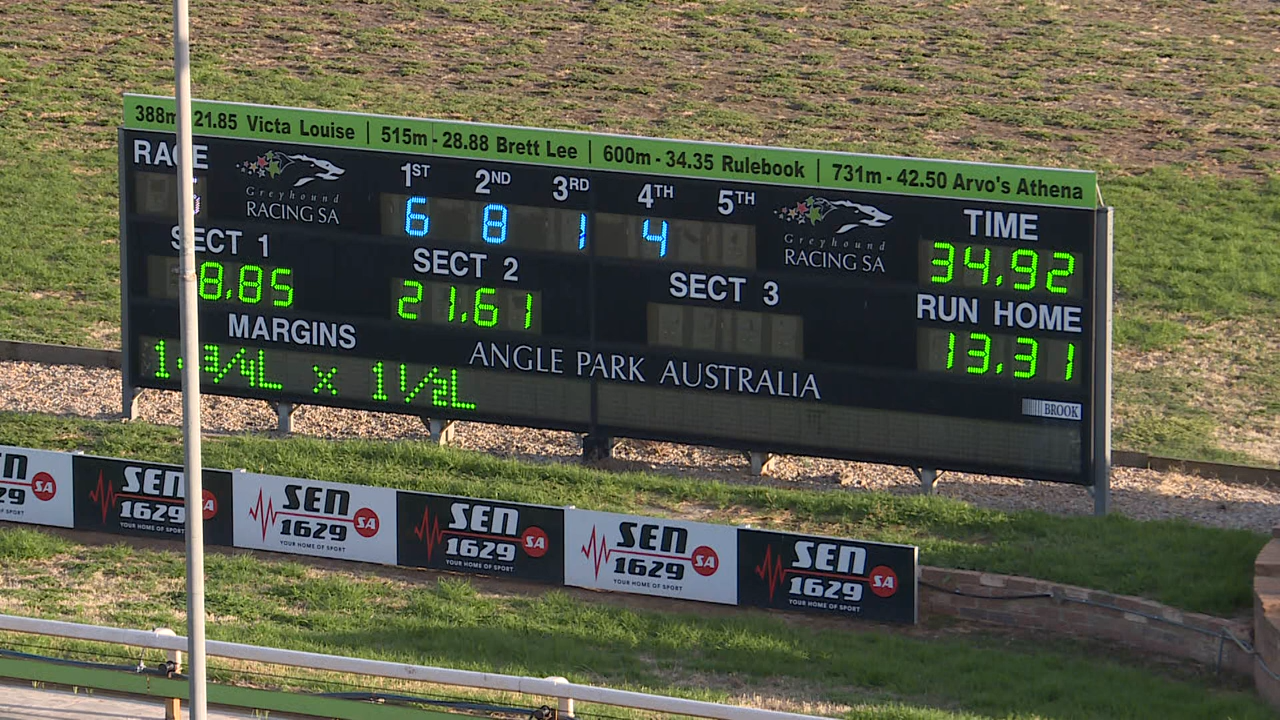 388m - 21.85 Victa Louise | 515m - 28.88 Brett Lee | 600m - 34.35 Rulebook | 731m - 42.50 Arvo's Athena
RACE
Greyhound
RACING SA
1ST 2ND 3RD 4TH 5TH
6 8 1 4
Greyhound
RACING SA
TIME
34.92
SECT 1
8.85
SECT 2
21.61
SECT 3
RUN HOME
13.31
MARGINS
1.3/4L x 1 1/2L
ANGLE PARK AUSTRALIA
BROOK
SEN
1629 SA
YOUR HOME OF SPORT
SEN
1629 SA
YOUR HOME OF SPORT
SEN
1629 SA
YOUR HOME OF SPORT
SEN
1629 SA
YOUR HOME OF SPORT
SEN
1629 SA
YOUR HOME OF SPORT